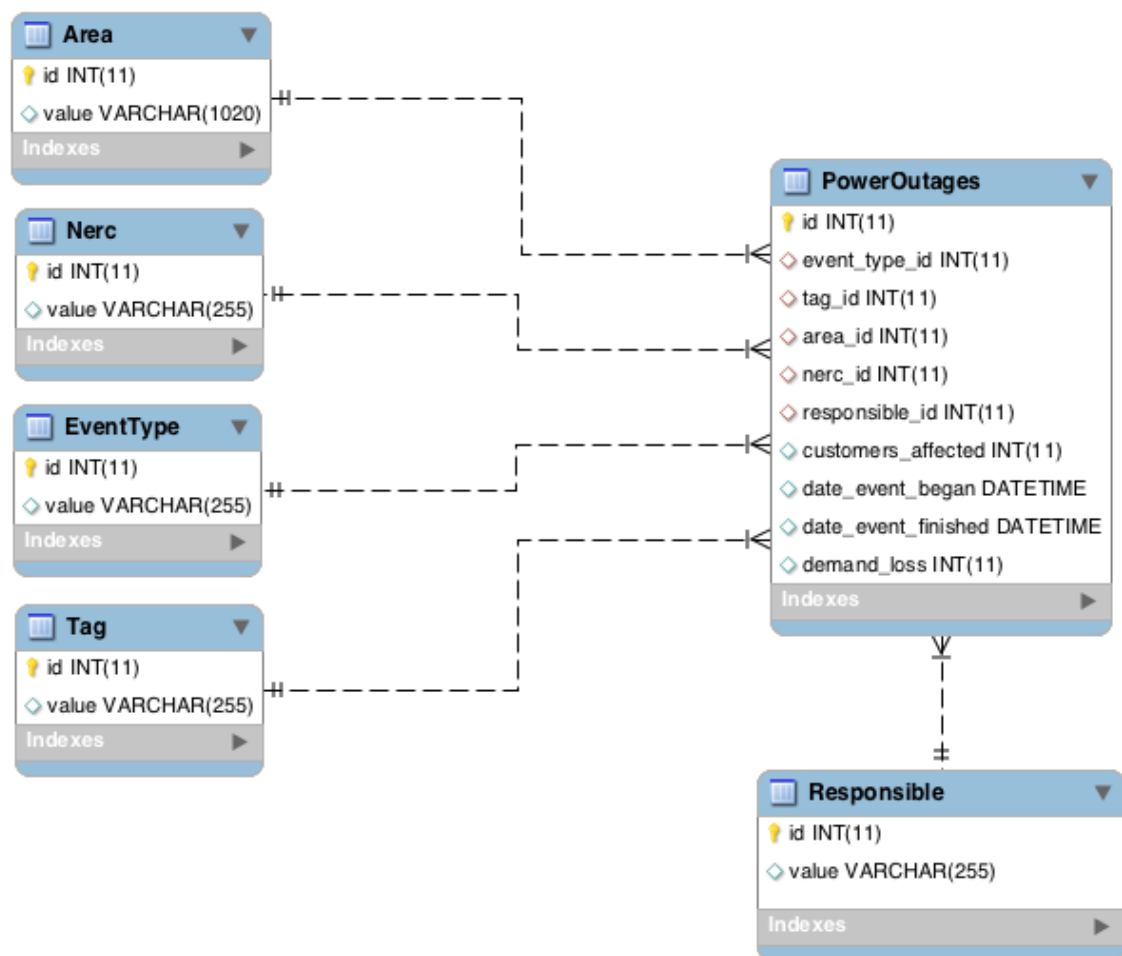 Area
id INT(11)
value VARCHAR(1020)
Indexes
Nerc
id INT(11)
value VARCHAR(255)
Indexes
EventType
id INT(11)
value VARCHAR(255)
Indexes
Tag
id INT(11)
value VARCHAR(255)
Indexes
PowerOutages
id INT(11)
event_type_id INT(11)
tag_id INT(11)
area_id INT(11)
nerc_id INT(11)
responsible_id INT(11)
customers_affected INT(11)
date_event_began DATETIME
date_event_finished DATETIME
demand_loss INT(11)
Indexes
Responsible
id INT(11)
value VARCHAR(255)
Indexes